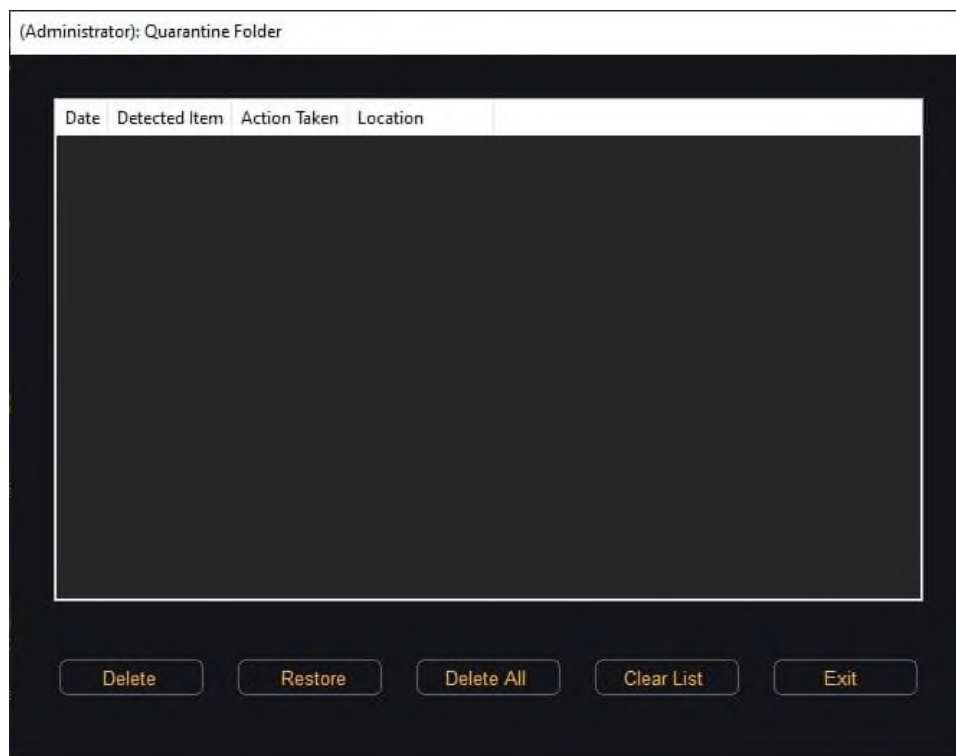 (Administrator): Quarantine Folder
Date Detected Item Action Taken Location
Delete Restore Delete All Clear List Exit